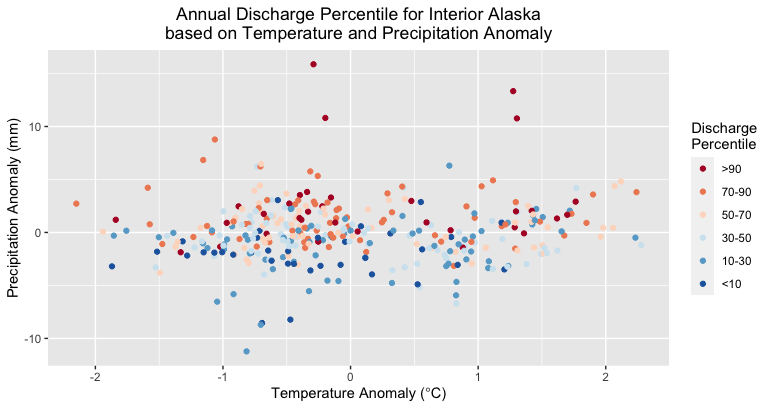 Annual Discharge Percentile for Interior Alaska
based on Temperature and Precipitation Anomaly
Precipitation Anomaly (mm)
10
0
-10
-2
-1
0
1
2
Temperature Anomaly (°C)
Discharge
Percentile
>90
70-90
50-70
30-50
10-30
<10